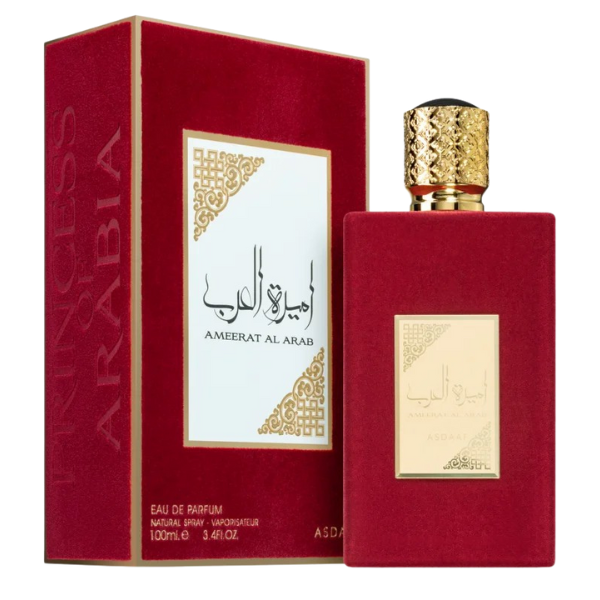 PRINCESS
OF
ARABIA
اميرة العرب
AMEERAT AL ARAB
EAU DE PARFUM
NATURAL SPRAY - VAPORISATEUR
100ml.e 3.4Fl.OZ.
ASDA
اميرة العرب
AMEERAT AL ARAB
ASDAAF